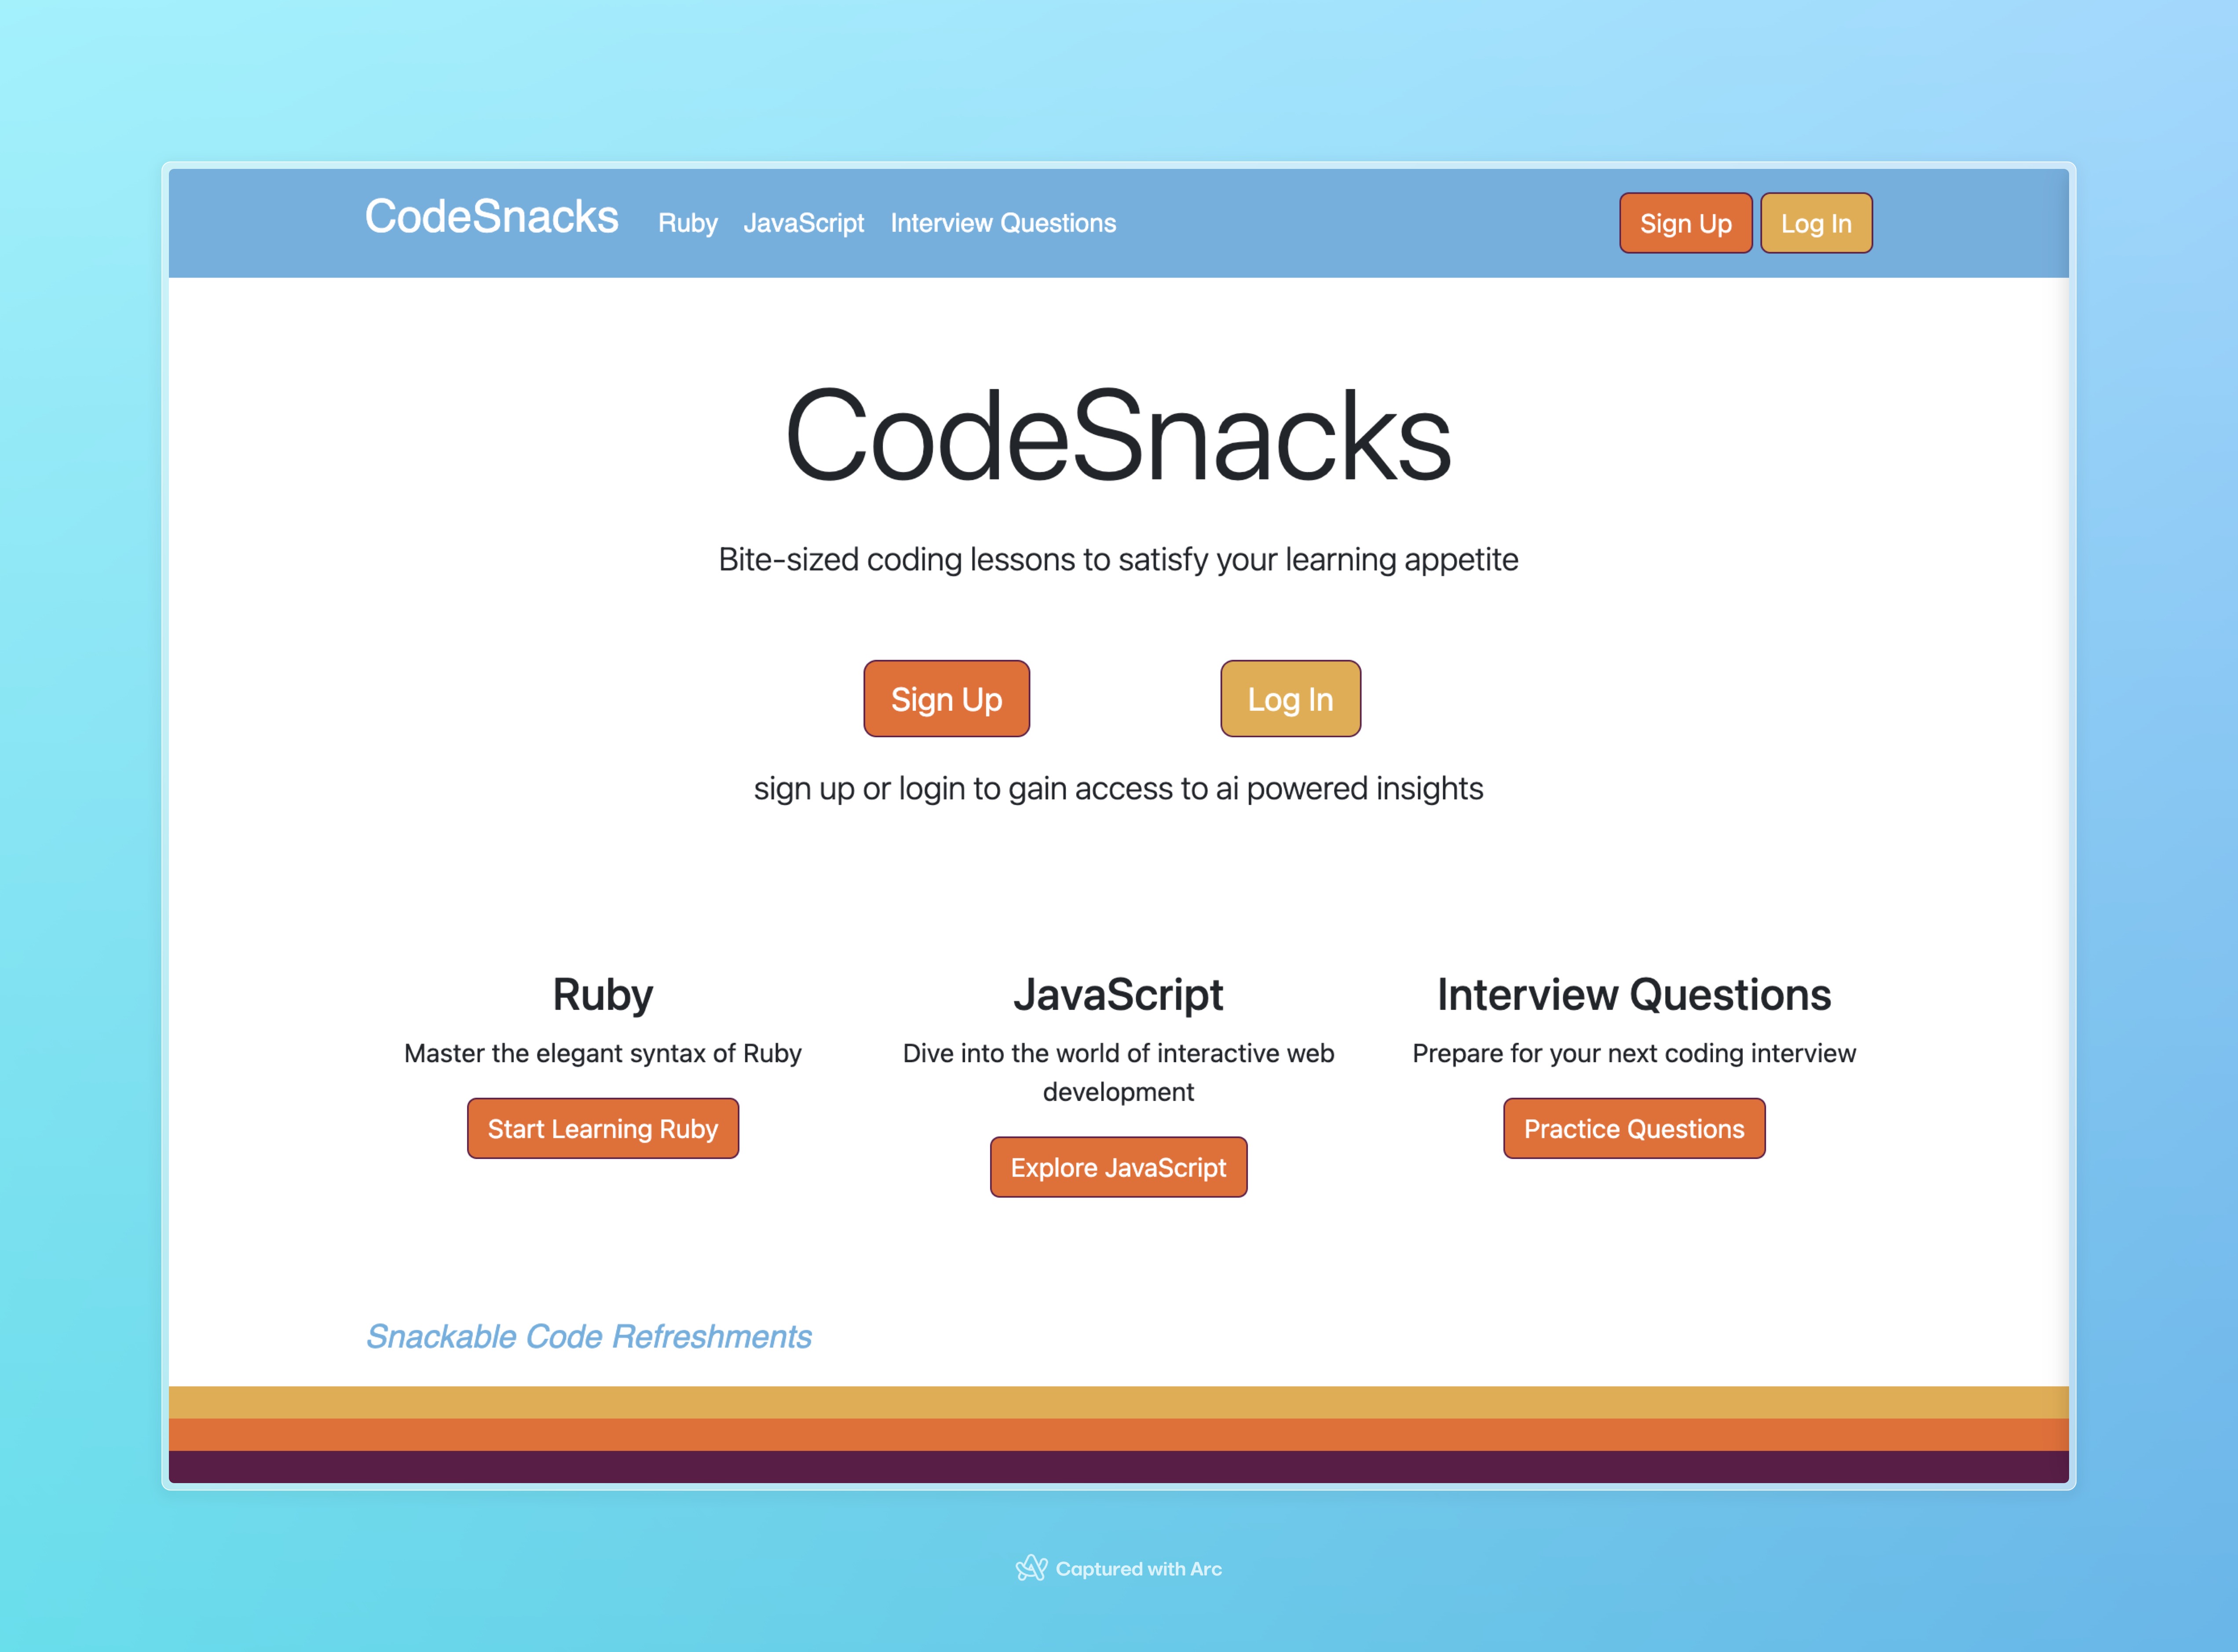 CodeSnacks Ruby JavaScript Interview Questions Sign Up Log In
CodeSnacks
Bite-sized coding lessons to satisfy your learning appetite
Sign Up Log In
sign up or login to gain access to ai powered insights
Ruby
Master the elegant syntax of Ruby
Start Learning Ruby
JavaScript
Dive into the world of interactive web
development
Explore JavaScript
Interview Questions
Prepare for your next coding interview
Practice Questions
Snackable Code Refreshments
Captured with Arc